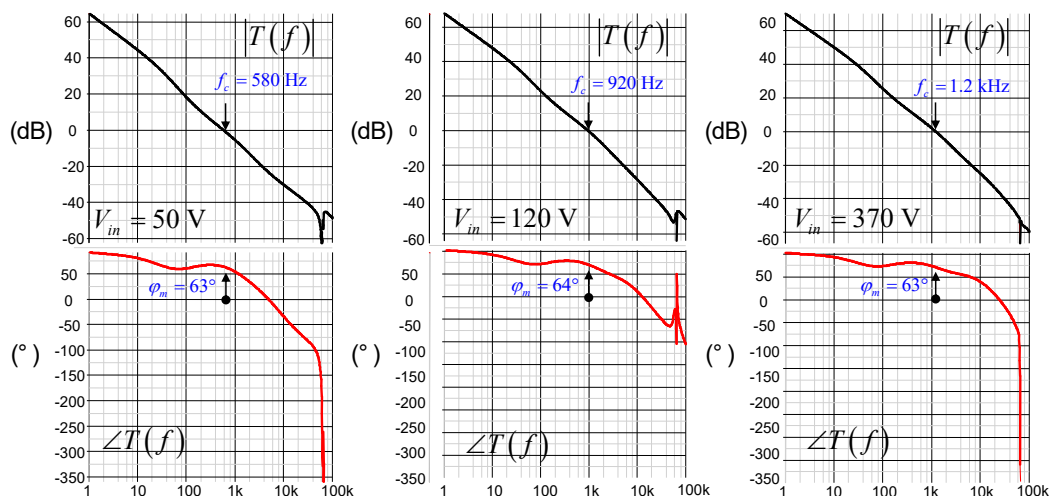 60
40
20
0
-20
-40
-60
(dB)
|T(f)|
f_c = 580 Hz
V_in = 50 V
50
0
-50
-100
-150
-200
-250
-300
-350
(°)
φ_m = 63°
∠T(f)
1 10 100 1k 10k 100k
60
40
20
0
-20
-40
-60
(dB)
|T(f)|
f_c = 920 Hz
V_in = 120 V
50
0
-50
-100
-150
-200
-250
-300
-350
(°)
φ_m = 64°
∠T(f)
1 10 100 1k 10k 100k
60
40
20
0
-20
-40
-60
(dB)
|T(f)|
f_c = 1.2 kHz
V_in = 370 V
50
0
-50
-100
-150
-200
-250
-300
-350
(°)
φ_m = 63°
∠T(f)
1 10 100 1k 10k 100k